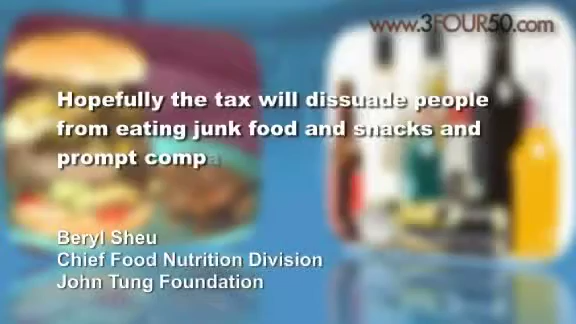 www.3FOUR50.com
Hopefully the tax will dissuade people
from eating junk food and snacks and
prompt compa
Beryl Sheu
Chief Food Nutrition Division
John Tung Foundation